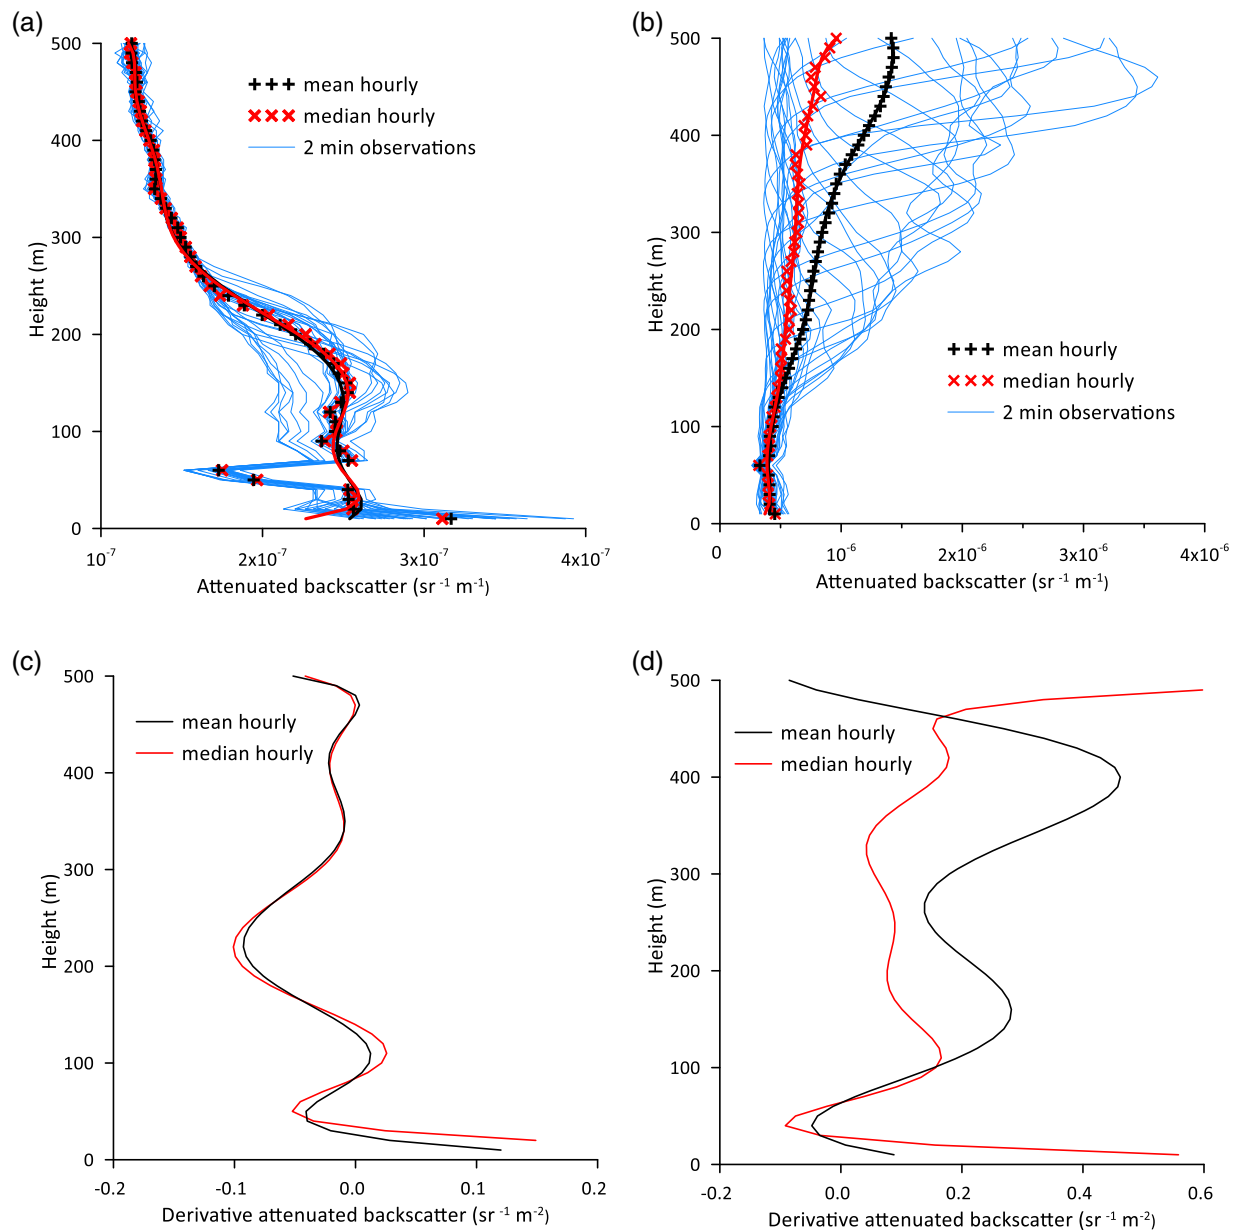 (a)
500
400
300
200
100
0
Height (m)
mean hourly
median hourly
2 min observations
10⁻⁷ 2x10⁻⁷ 3x10⁻⁷ 4x10⁻⁷
Attenuated backscatter (sr⁻¹ m⁻¹)
(b)
500
400
300
200
100
0
Height (m)
mean hourly
median hourly
2 min observations
0 10⁻⁶ 2x10⁻⁶ 3x10⁻⁶ 4x10⁻⁶
Attenuated backscatter (sr⁻¹ m⁻¹)
(c)
500
400
300
200
100
0
Height (m)
mean hourly
median hourly
-0.2 -0.1 0.0 0.1 0.2
Derivative attenuated backscatter (sr⁻¹ m⁻²)
(d)
500
400
300
200
100
0
Height (m)
mean hourly
median hourly
-0.2 0.0 0.2 0.4 0.6
Derivative attenuated backscatter (sr⁻¹ m⁻²)